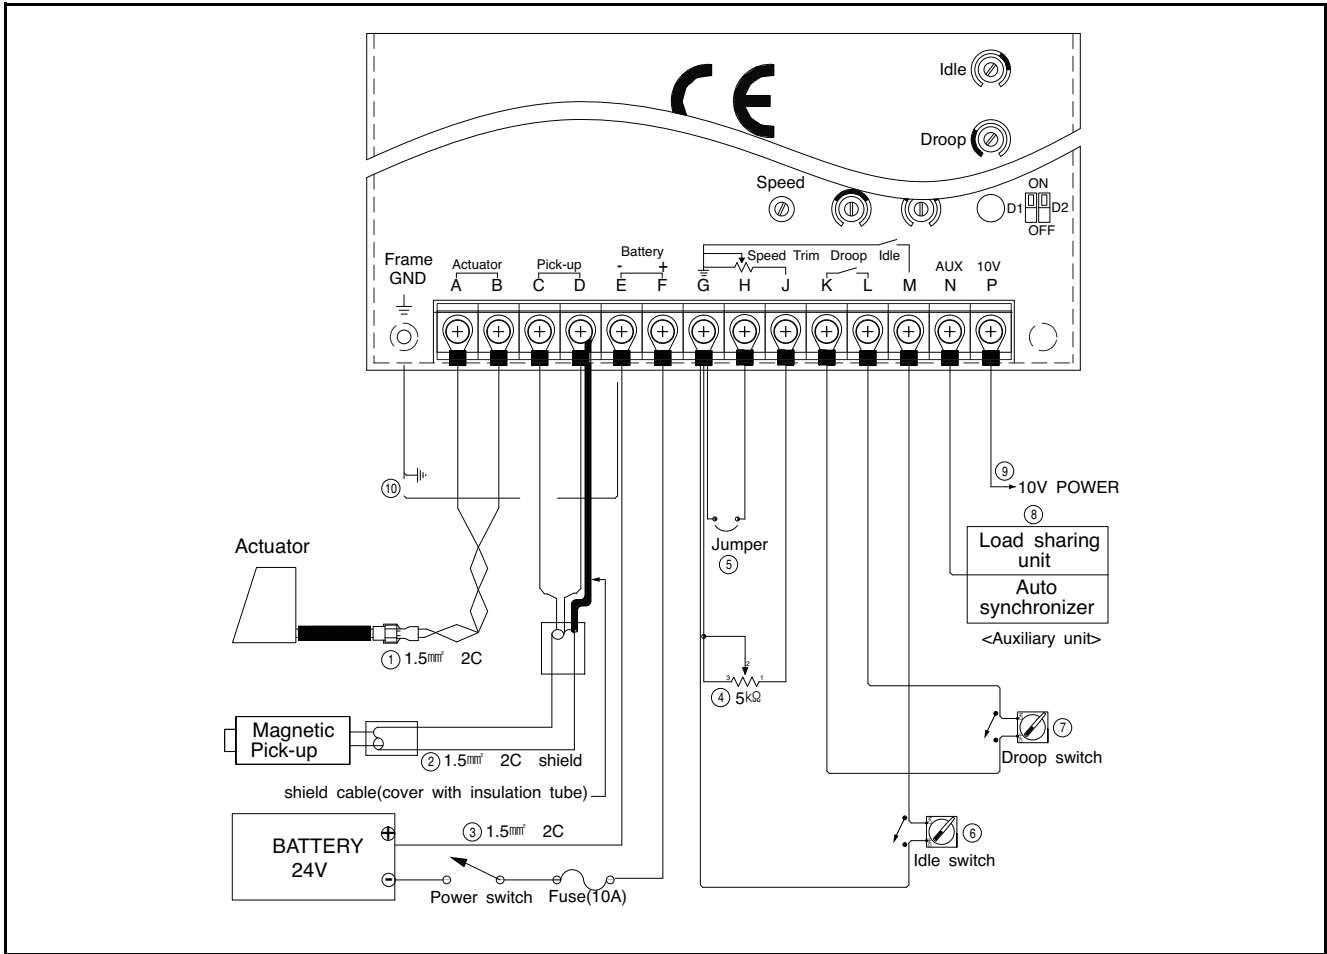 CE
Idle
Droop
Speed
ON
D1 D2
OFF
Frame
GND
Actuator
Pick-up
Battery
- +
Speed Trim Droop Idle
AUX 10V
A B C D E F G H J K L M N P
9
10V POWER
10
8
Load sharing
unit
Auto
synchronizer
<Auxiliary unit>
Jumper
5
Actuator
1 1.5㎟ 2C
2
3 1
4 5kΩ
Magnetic
Pick-up
2 1.5㎟ 2C shield
shield cable(cover with insulation tube)
7
Droop switch
3 1.5㎟ 2C
BATTERY
24V
+
-
Power switch
Fuse(10A)
6
Idle switch